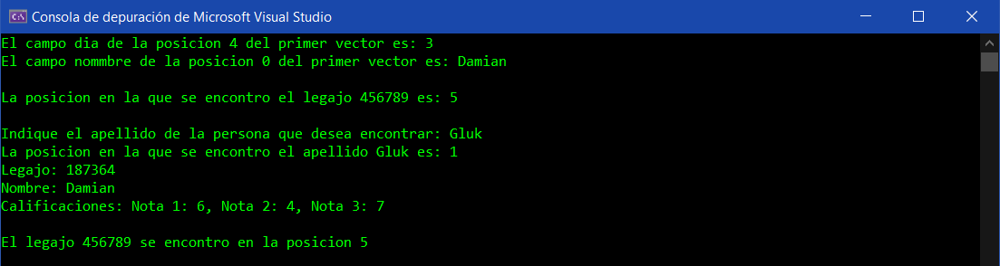 Consola de depuración de Microsoft Visual Studio
El campo dia de la posicion 4 del primer vector es: 3
El campo nommbre de la posicion 0 del primer vector es: Damian
La posicion en la que se encontro el legajo 456789 es: 5
Indique el apellido de la persona que desea encontrar: Gluk
La posicion en la que se encontro el apellido Gluk es: 1
Legajo: 187364
Nombre: Damian
Calificaciones: Nota 1: 6, Nota 2: 4, Nota 3: 7
El legajo 456789 se encontro en la posicion 5